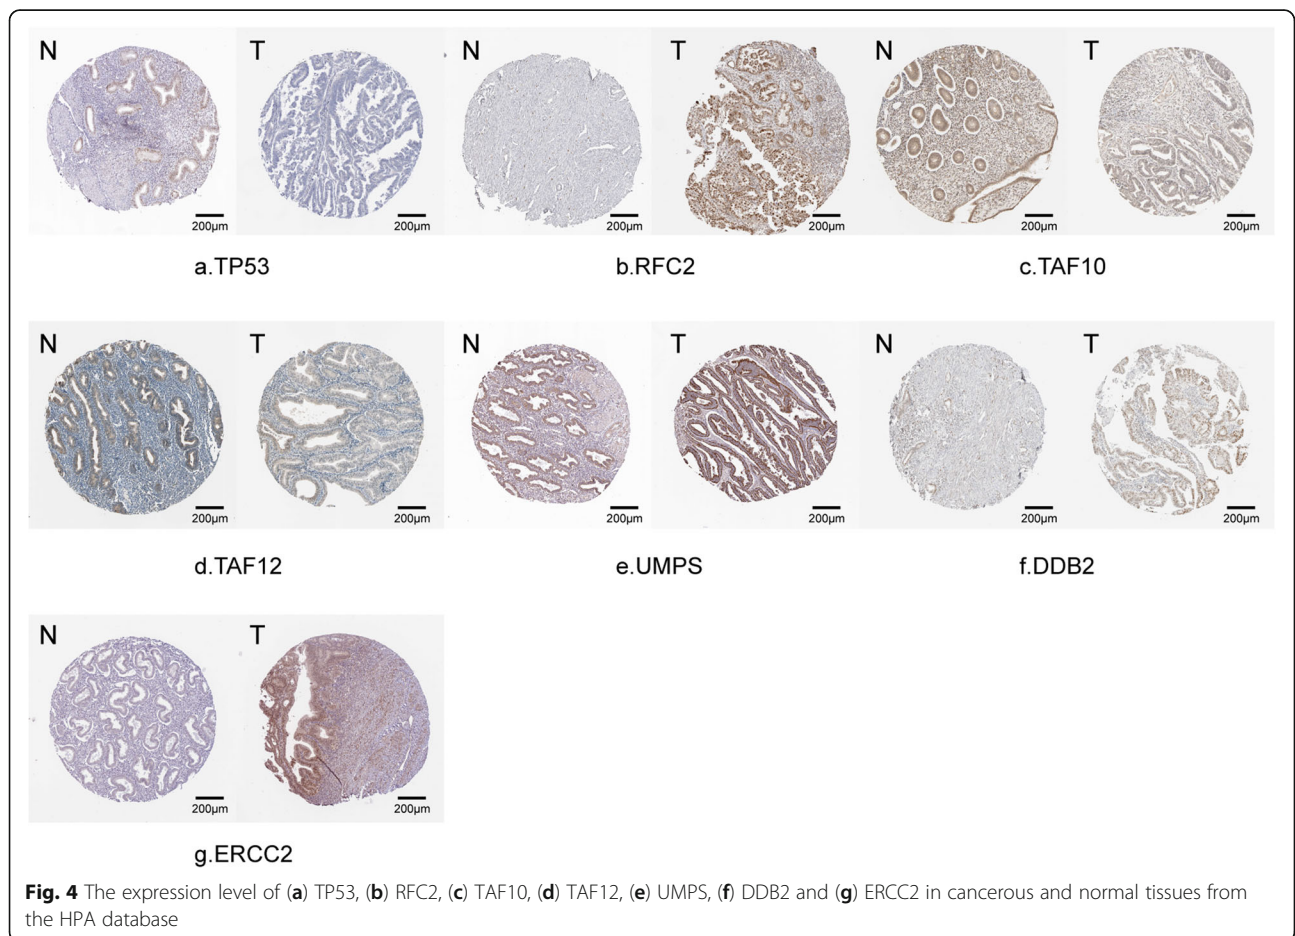 N T N T N T
200µm 200µm 200µm 200µm 200µm 200µm
a.TP53 b.RFC2 c.TAF10
N T N T N T
200µm 200µm 200µm 200µm 200µm 200µm
d.TAF12 e.UMPS f.DDB2
N T
200µm 200µm
g.ERCC2
Fig. 4 The expression level of (a) TP53, (b) RFC2, (c) TAF10, (d) TAF12, (e) UMPS, (f) DDB2 and (g) ERCC2 in cancerous and normal tissues from
the HPA database